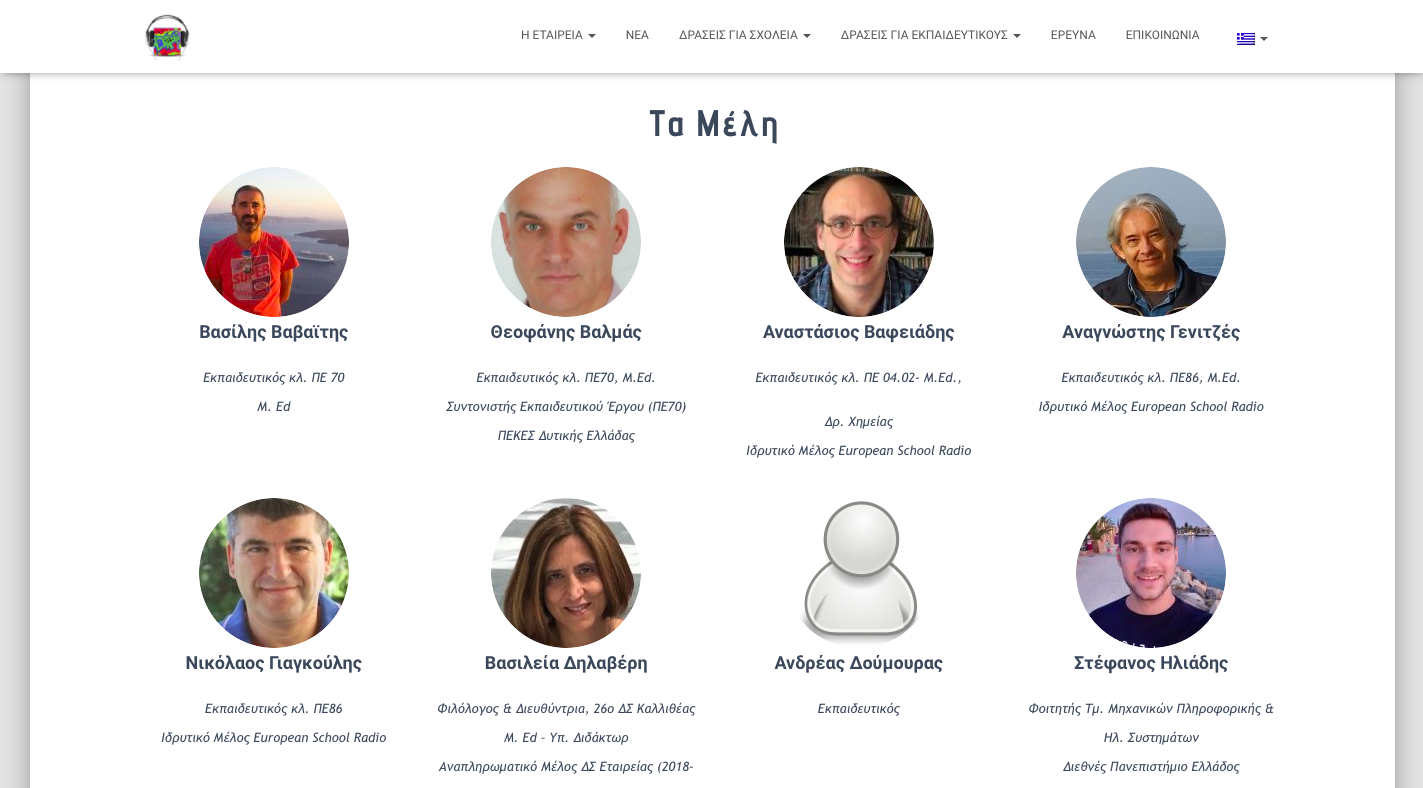 Η ΕΤΑΙΡΕΙΑ ΝΕΑ ΔΡΑΣΕΙΣ ΓΙΑ ΣΧΟΛΕΙΑ ΔΡΑΣΕΙΣ ΓΙΑ ΕΚΠΑΙΔΕΥΤΙΚΟΥΣ ΕΡΕΥΝΑ ΕΠΙΚΟΙΝΩΝΙΑ
Τα Μέλη
Βασίλης Βαβαΐτης
Εκπαιδευτικός κλ. ΠΕ 70
M. Ed
Θεοφάνης Βαλμάς
Εκπαιδευτικός κλ. ΠΕ70, M.Ed.
Συντονιστής Εκπαιδευτικού Έργου (ΠΕ70)
ΠΕΚΕΣ Δυτικής Ελλάδας
Αναστάσιος Βαφειάδης
Εκπαιδευτικός κλ. ΠΕ 04.02- M.Ed.,
Δρ. Χημείας
Ιδρυτικό Μέλος European School Radio
Αναγνώστης Γενιτζές
Εκπαιδευτικός κλ. ΠΕ86, M.Ed.
Ιδρυτικό Μέλος European School Radio
Νικόλαος Γιαγκούλης
Εκπαιδευτικός κλ. ΠΕ86
Ιδρυτικό Μέλος European School Radio
Βασιλεία Δηλαβέρη
Φιλόλογος & Διευθύντρια, 26ο ΔΣ Καλλιθέας
M. Ed – Υπ. Διδάκτωρ
Αναπληρωματικό Μέλος ΔΣ Εταιρείας (2018-
Ανδρέας Δούμουρας
Εκπαιδευτικός
Στέφανος Ηλιάδης
Φοιτητής Τμ. Μηχανικών Πληροφορικής &
Ηλ. Συστημάτων
Διεθνές Πανεπιστήμιο Ελλάδος